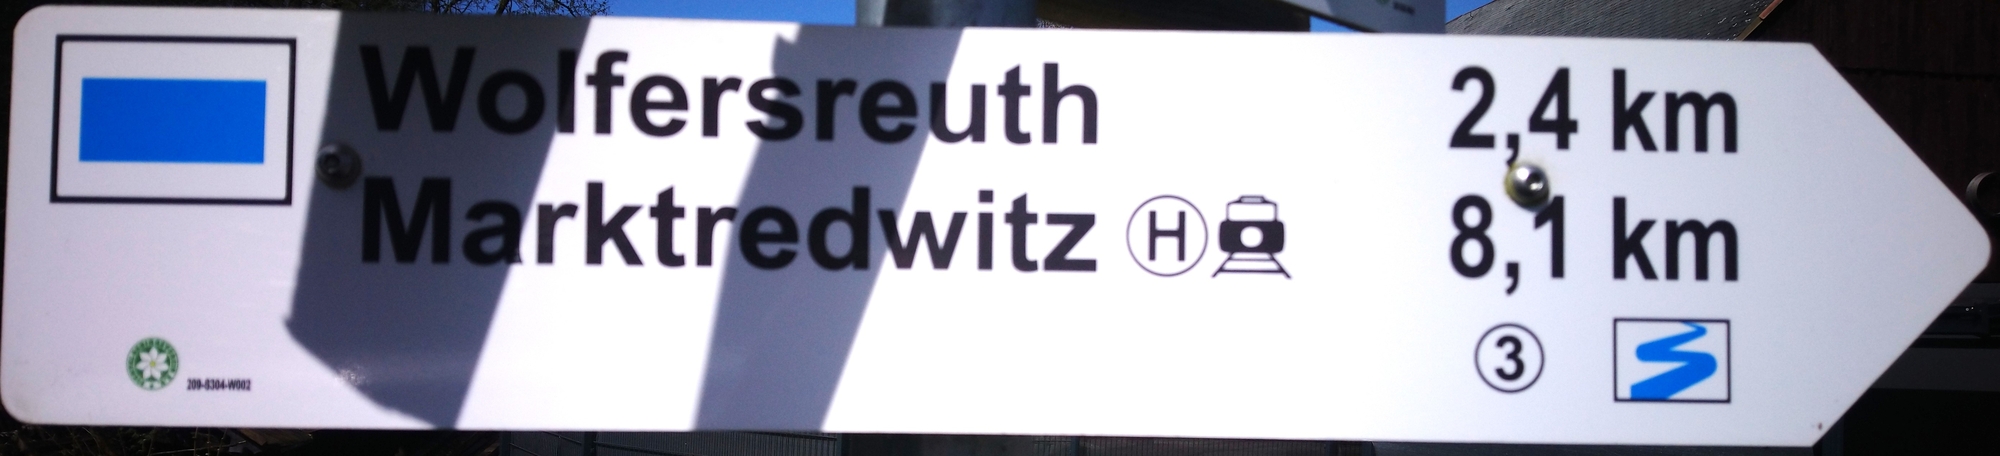 Wolfersreuth 2,4 km
Marktredwitz H 8,1 km
3
209-8304-W002